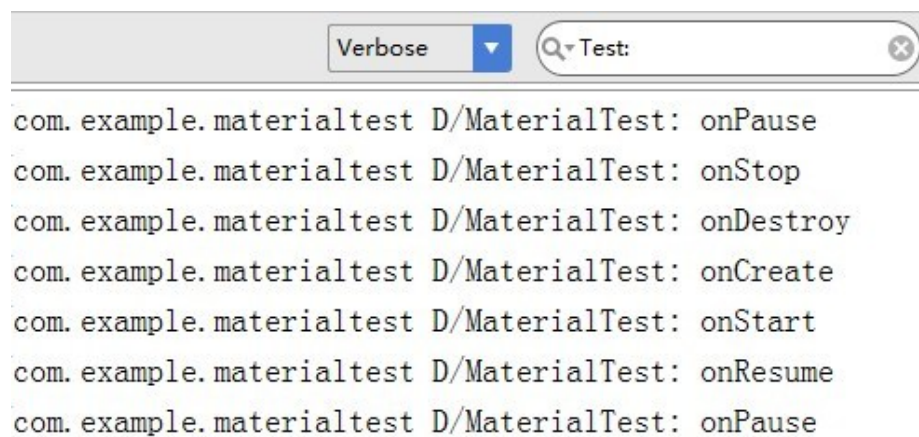 Verbose
Test:
com.example.materialtest D/MaterialTest: onPause
com.example.materialtest D/MaterialTest: onStop
com.example.materialtest D/MaterialTest: onDestroy
com.example.materialtest D/MaterialTest: onCreate
com.example.materialtest D/MaterialTest: onStart
com.example.materialtest D/MaterialTest: onResume
com.example.materialtest D/MaterialTest: onPause